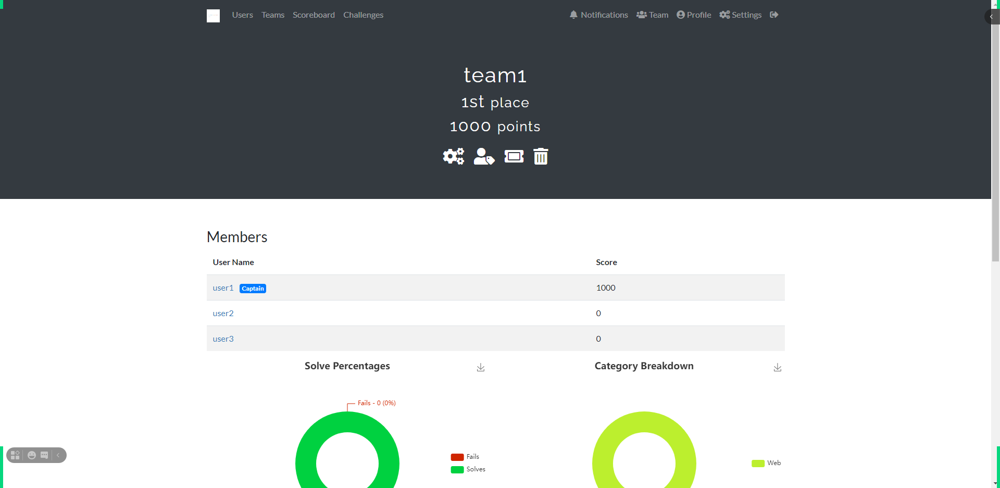 Users Teams Scoreboard Challenges Notifications Team Profile Settings
team1
1st place
1000 points
Members
User Name Score
user1 Captain 1000
user2 0
user3 0
Solve Percentages Category Breakdown
Fails - 0 (0%)
Fails
Solves
Web